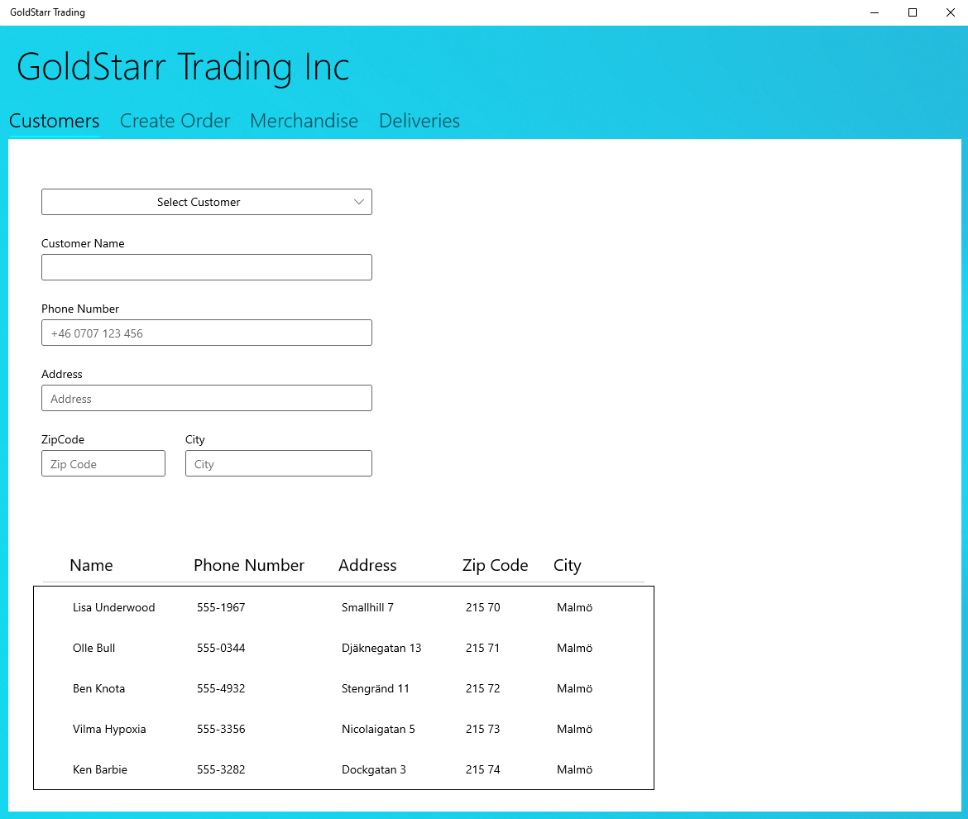 GoldStarr Trading
GoldStarr Trading Inc
Customers Create Order Merchandise Deliveries
Select Customer
Customer Name
Phone Number
+46 0707 123 456
Address
Address
ZipCode City
Zip Code City
Name Phone Number Address Zip Code City
Lisa Underwood 555-1967 Smallhill 7 215 70 Malmö
Olle Bull 555-0344 Djäknegatan 13 215 71 Malmö
Ben Knota 555-4932 Stengränd 11 215 72 Malmö
Vilma Hypoxia 555-3356 Nicolaigatan 5 215 73 Malmö
Ken Barbie 555-3282 Dockgatan 3 215 74 Malmö